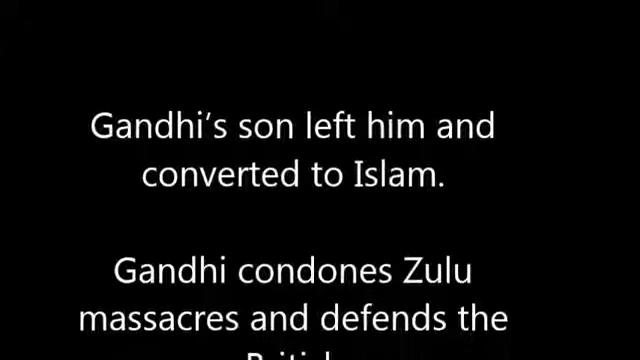 Gandhi’s son left him and
converted to Islam.
Gandhi condones Zulu
massacres and defends the